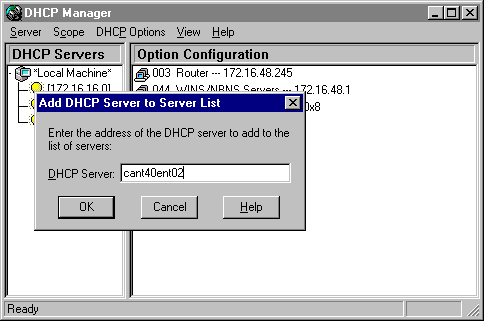 DHCP Manager
Server Scope DHCP Options View Help
DHCP Servers
Option Configuration
*Local Machine*
003 Router --- 172.16.48.245
[172.16.16.0]
044 WINS/NBNS Servers --- 172.16.48.1
0x8
Add DHCP Server to Server List
Enter the address of the DHCP server to add to the
list of servers:
DHCP Server: cant40ent02
OK Cancel Help
Ready